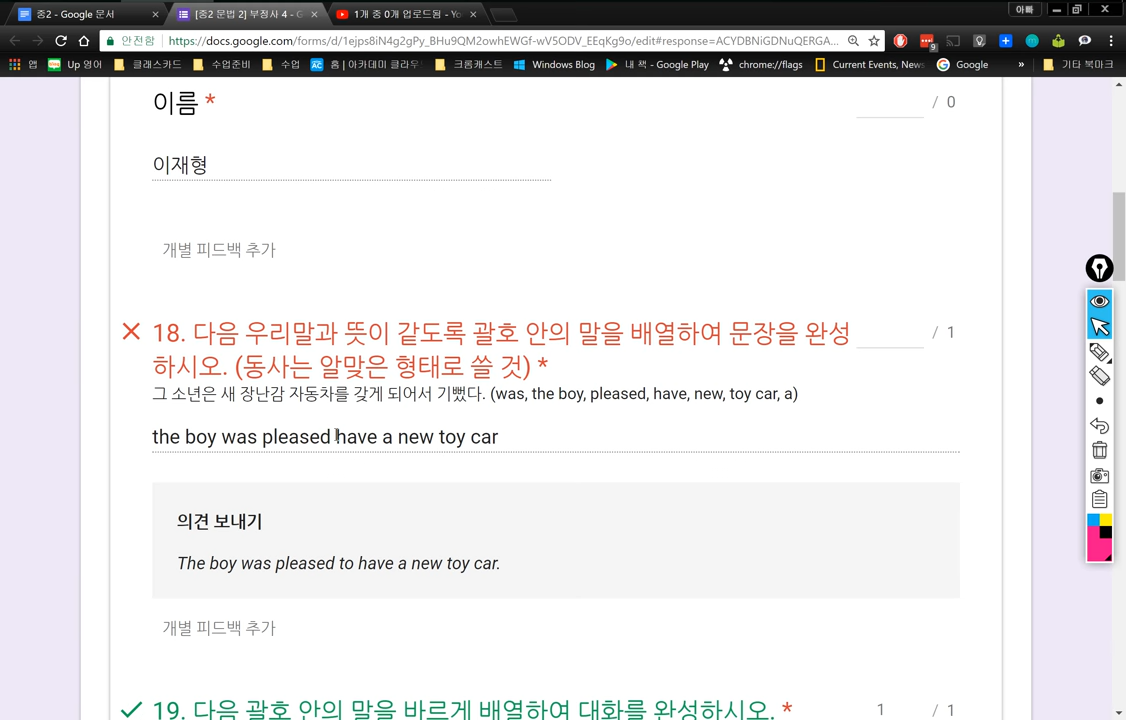 중2 - Google 문서
[중2 문법 2] 부정사 4 - G
1개 중 0개 업로드됨 - Yo
아빠
안전함 https://docs.google.com/forms/d/1ejps8iN4g2gPy_BHu9QM2owhEWGf-wV5ODV_EEqKg9o/edit#response=ACYDBNiGDNuQERGA...
앱 Up 영어 클래스카드 수업준비 수업 홈 | 아카데미 클라우 크롬캐스트 Windows Blog 내 책 - Google Play chrome://flags Current Events, News Google » 기타 북마크
이름 * / 0
이재형
개별 피드백 추가
18. 다음 우리말과 뜻이 같도록 괄호 안의 말을 배열하여 문장을 완성 / 1
하시오. (동사는 알맞은 형태로 쓸 것) *
그 소년은 새 장난감 자동차를 갖게 되어서 기뻤다. (was, the boy, pleased, have, new, toy car, a)
the boy was pleased have a new toy car
의견 보내기
The boy was pleased to have a new toy car.
개별 피드백 추가
19. 다음 괄호 안의 말을 바르게 배열하여 대화를 완성하시오. * 1 / 1